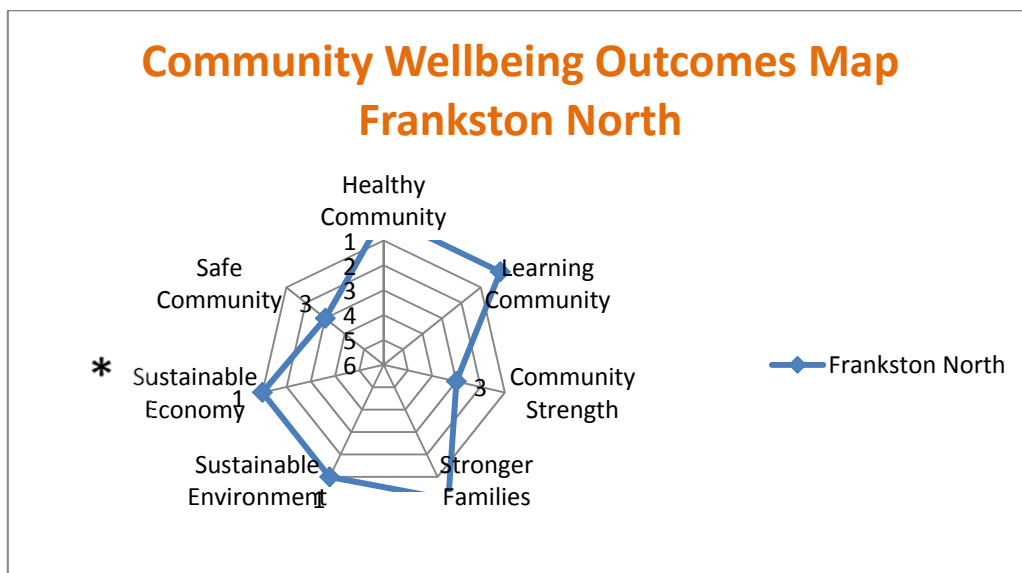 Community Wellbeing Outcomes Map
Frankston North
Healthy
Community
1
2
3
4
5
6
Learning
Community
Community
Strength
3
Stronger
Families
Sustainable
Environment
1
*
Sustainable
Economy
1
Safe
Community
3
Frankston North